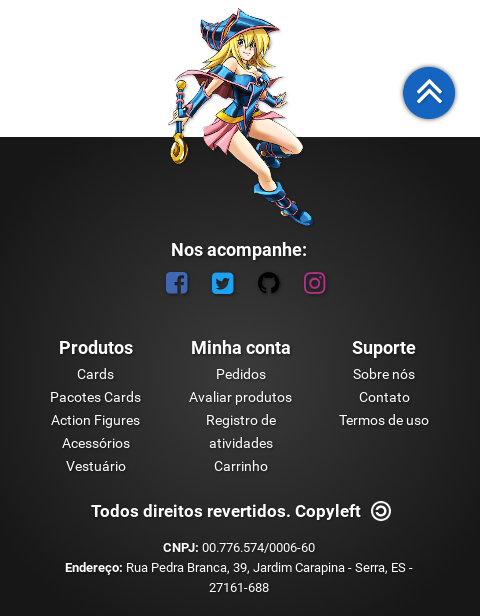 Nos acompanhe:
Produtos
Cards
Pacotes Cards
Action Figures
Acessórios
Vestuário
Minha conta
Pedidos
Avaliar produtos
Registro de
atividades
Carrinho
Suporte
Sobre nós
Contato
Termos de uso
Todos direitos revertidos. Copyleft
CNPJ: 00.776.574/0006-60
Endereço: Rua Pedra Branca, 39, Jardim Carapina - Serra, ES -
27161-688